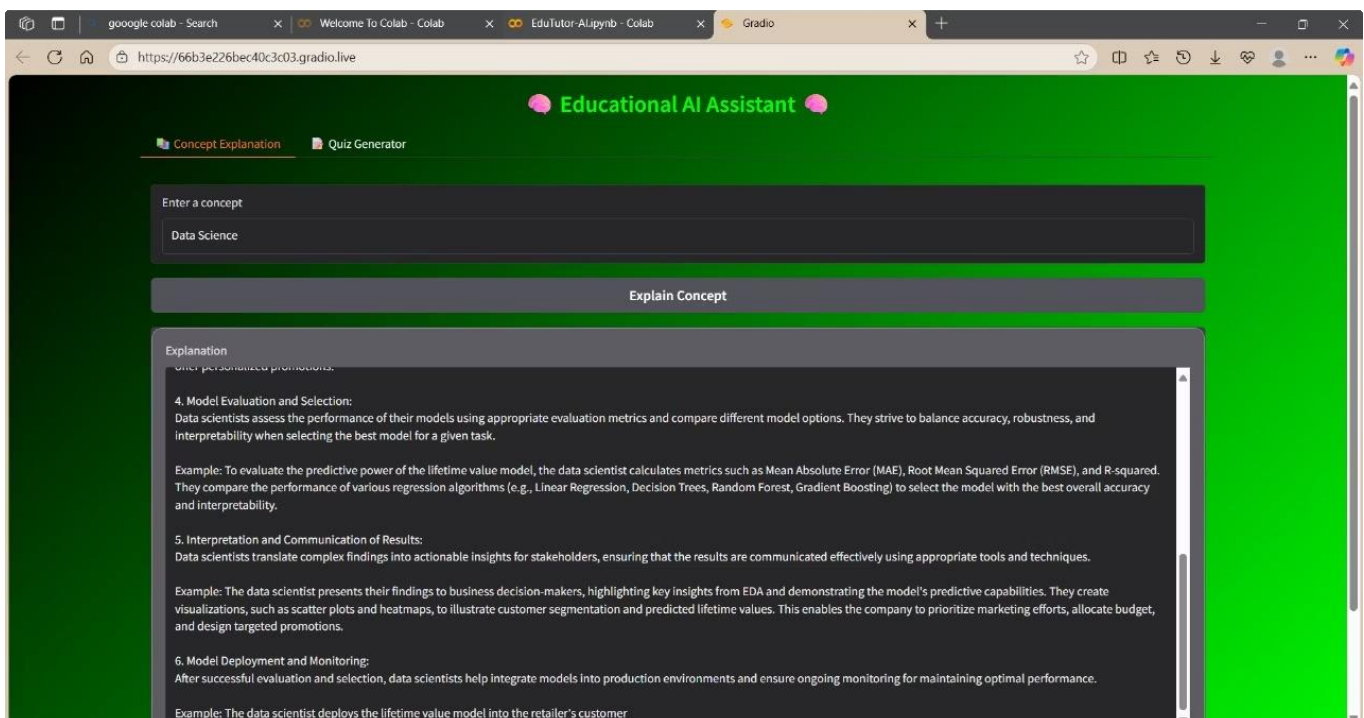 gooogle colab - Search
Welcome To Colab - Colab
EduTutor-AI.ipynb - Colab
Gradio
https://66b3e226bec40c3c03.gradio.live
Educational AI Assistant
Concept Explanation
Quiz Generator
Enter a concept
Data Science
Explain Concept
Explanation
offer personalized promotions.
4. Model Evaluation and Selection:
Data scientists assess the performance of their models using appropriate evaluation metrics and compare different model options. They strive to balance accuracy, robustness, and
interpretability when selecting the best model for a given task.
Example: To evaluate the predictive power of the lifetime value model, the data scientist calculates metrics such as Mean Absolute Error (MAE), Root Mean Squared Error (RMSE), and R-squared.
They compare the performance of various regression algorithms (e.g., Linear Regression, Decision Trees, Random Forest, Gradient Boosting) to select the model with the best overall accuracy
and interpretability.
5. Interpretation and Communication of Results:
Data scientists translate complex findings into actionable insights for stakeholders, ensuring that the results are communicated effectively using appropriate tools and techniques.
Example: The data scientist presents their findings to business decision-makers, highlighting key insights from EDA and demonstrating the model's predictive capabilities. They create
visualizations, such as scatter plots and heatmaps, to illustrate customer segmentation and predicted lifetime values. This enables the company to prioritize marketing efforts, allocate budget,
and design targeted promotions.
6. Model Deployment and Monitoring:
After successful evaluation and selection, data scientists help integrate models into production environments and ensure ongoing monitoring for maintaining optimal performance.
Example: The data scientist deploys the lifetime value model into the retailer's customer